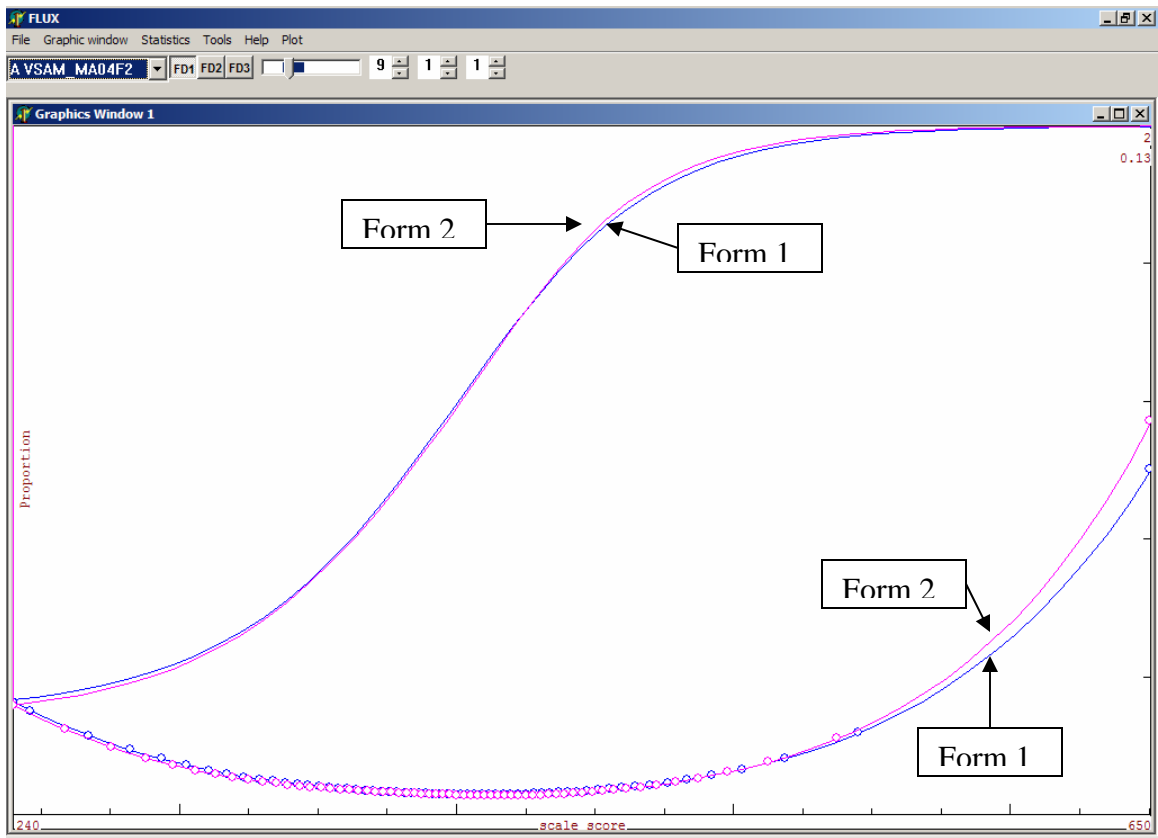 FLUX
File Graphic window Statistics Tools Help Plot
A VSAM_MA04F2 FD1 FD2 FD3 9 1 1
Graphics Window 1
2
0.13
Form 2
Form 1
Proportion
Form 2
Form 1
240 scale score 650